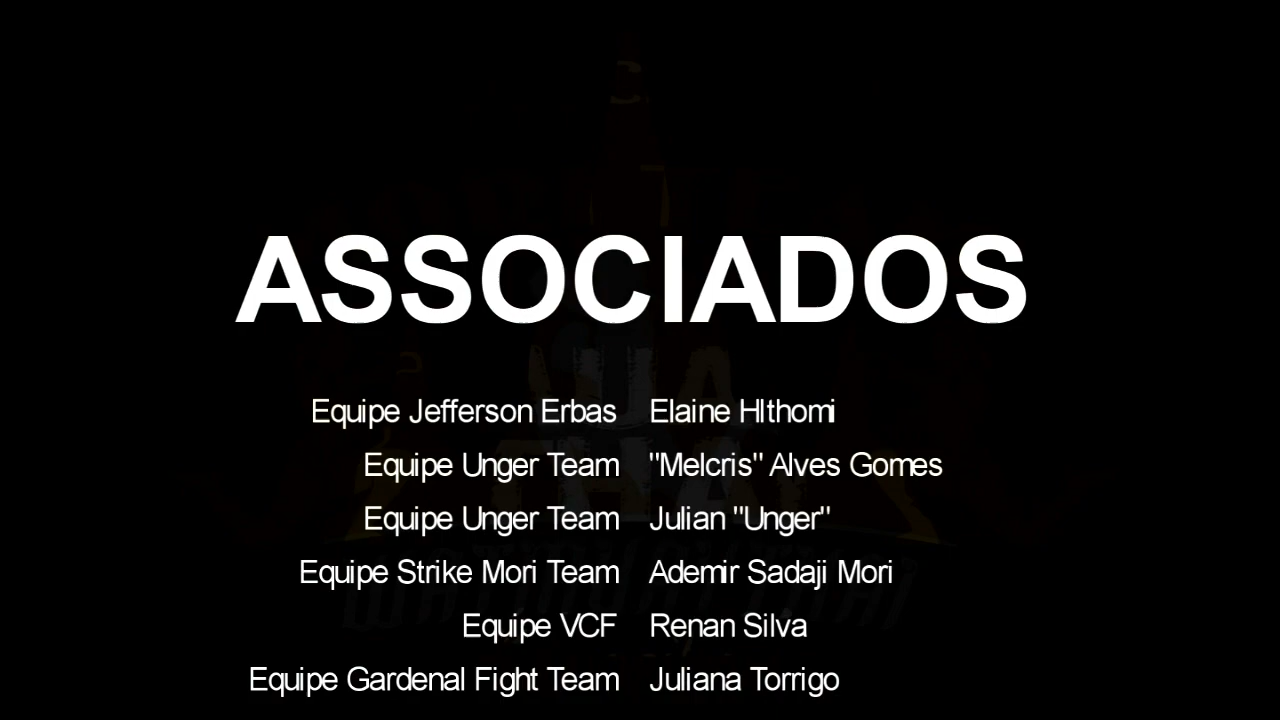 ASSOCIADOS
Equipe Jefferson Erbas Elaine HIthomi
Equipe Unger Team "Melcris" Alves Gomes
Equipe Unger Team Julian "Unger"
Equipe Strike Mori Team Ademir Sadaji Mori
Equipe VCF Renan Silva
Equipe Gardenal Fight Team Juliana Torrigo